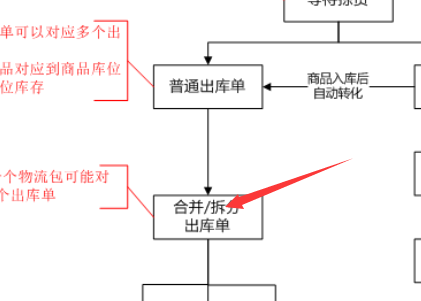 等待拣货
单可以对应多个出
品对应到商品库位
位库存
普通出库单
商品入库后
自动转化
个物流包可能对
个出库单
合并/拆分
出库单